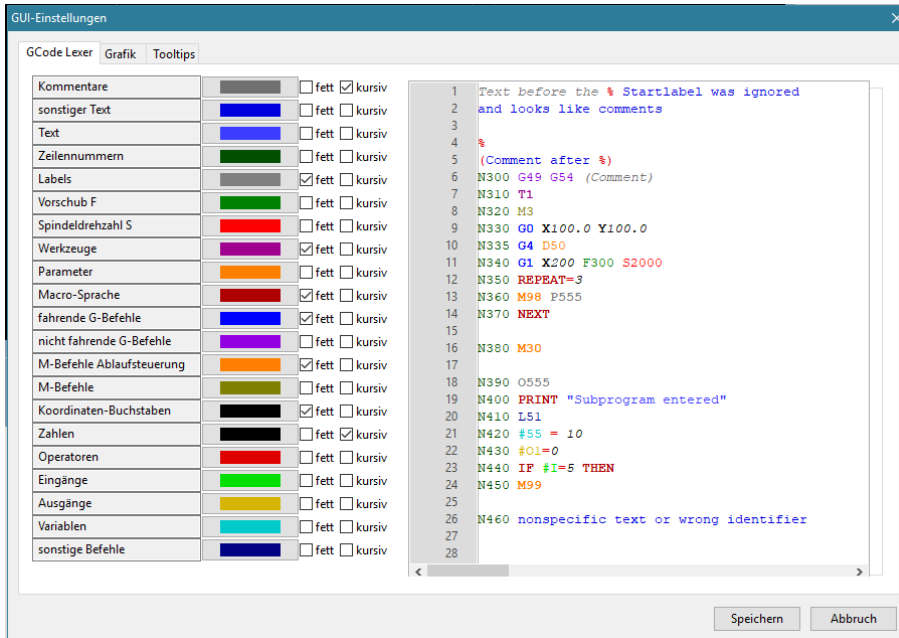 GUI-Einstellungen
GCode Lexer Grafik Tooltips
Kommentare fett kursiv
sonstiger Text fett kursiv
Text fett kursiv
Zeilennummern fett kursiv
Labels fett kursiv
Vorschub F fett kursiv
Spindeldrehzahl S fett kursiv
Werkzeuge fett kursiv
Parameter fett kursiv
Macro-Sprache fett kursiv
fahrende G-Befehle fett kursiv
nicht fahrende G-Befehle fett kursiv
M-Befehle Ablaufsteuerung fett kursiv
M-Befehle fett kursiv
Koordinaten-Buchstaben fett kursiv
Zahlen fett kursiv
Operatoren fett kursiv
Eingänge fett kursiv
Ausgänge fett kursiv
Variablen fett kursiv
sonstige Befehle fett kursiv
1 Text before the % Startlabel was ignored
2 and looks like comments
3
4 %
5 (Comment after %)
6 N300 G49 G54 (Comment)
7 N310 T1
8 N320 M3
9 N330 G0 X100.0 Y100.0
10 N335 G4 D50
11 N340 G1 X200 F300 S2000
12 N350 REPEAT=3
13 N360 M98 P555
14 N370 NEXT
15
16 N380 M30
17
18 N390 O555
19 N400 PRINT "Subprogram entered"
20 N410 L51
21 N420 #55 = 10
22 N430 #O1=0
23 N440 IF #I=5 THEN
24 N450 M99
25
26 N460 nonspecific text or wrong identifier
27
28
Speichern Abbruch